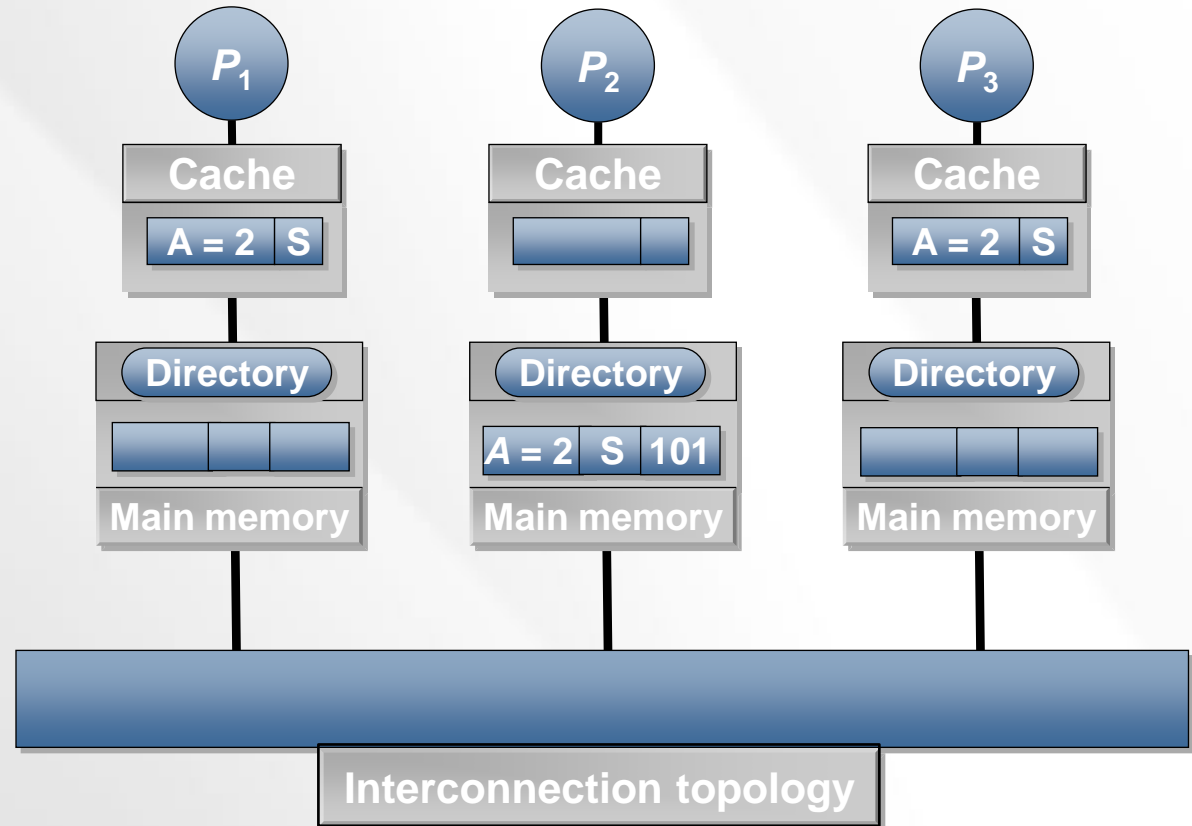 P1 P2 P3
Cache Cache Cache
A = 2 S A = 2 S
Directory Directory Directory
A = 2 S 101
Main memory Main memory Main memory
Interconnection topology